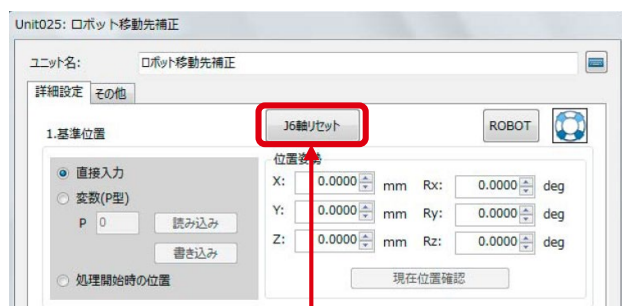 Unit025: ロボット移動先補正
ユニット名: ロボット移動先補正
詳細設定 その他
J6軸リセット ROBOT
1.基準位置
位置姿勢
直接入力
X: 0.0000 mm Rx: 0.0000 deg
変数(P型)
P 0 読み込み
Y: 0.0000 mm Ry: 0.0000 deg
書き込み
Z: 0.0000 mm Rz: 0.0000 deg
処理開始時の位置
現在位置確認